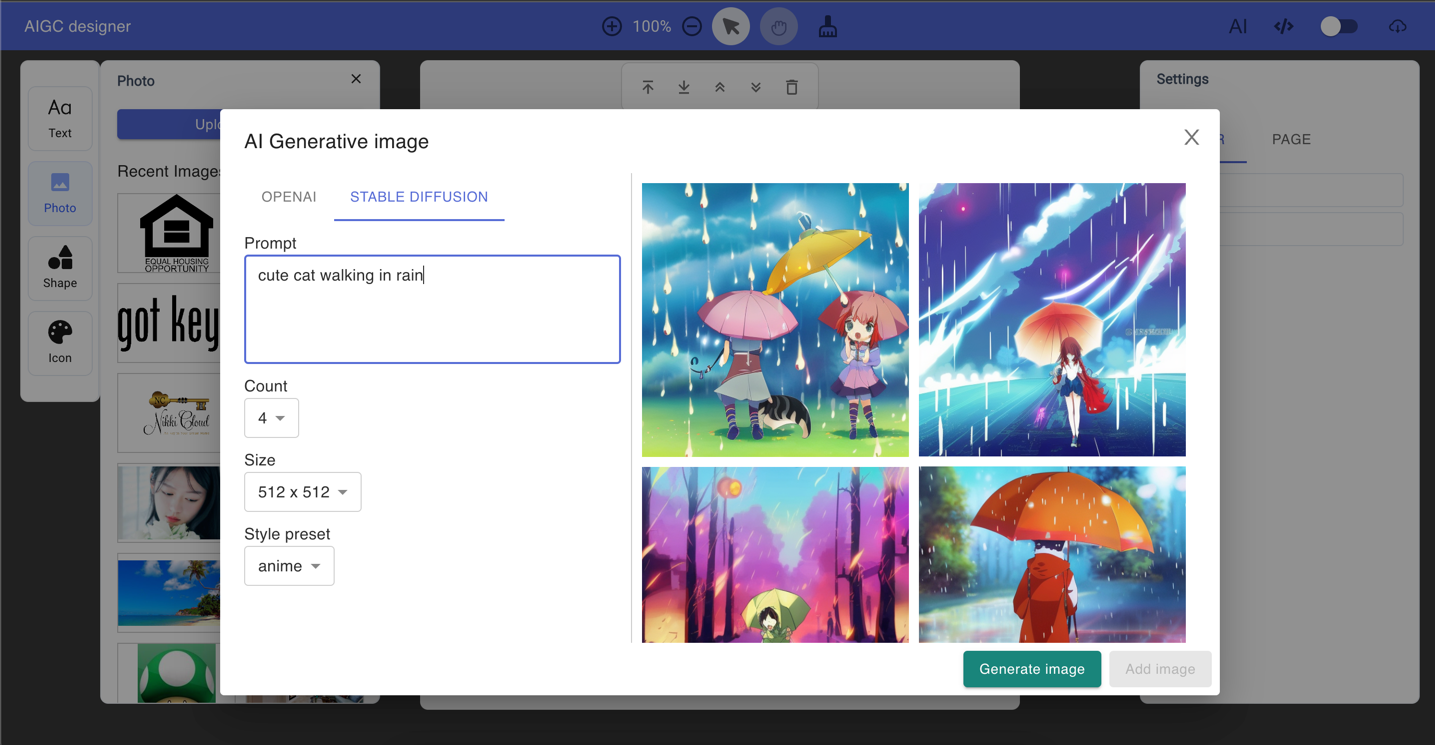 AIGC designer
100%
AI
</>
Aa
Text
Photo
Shape
Icon
Photo
Recent Images
EQUAL HOUSING
OPPORTUNITY
got key
Nikki Cloud
AI Generative image
OPENAI
STABLE DIFFUSION
Prompt
cute cat walking in rain
Count
4
Size
512 x 512
Style preset
anime
Generate image
Add image
Settings
R
PAGE